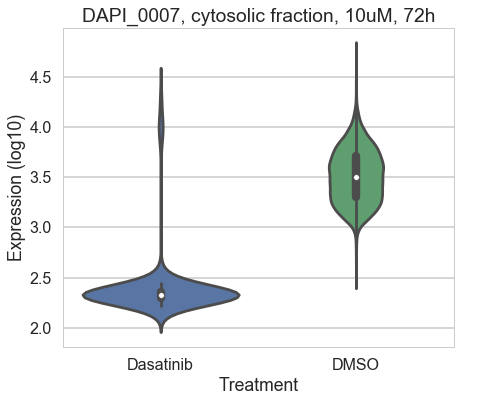 DAPI_0007, cytosolic fraction, 10uM, 72h
Expression (log10)
4.5
4.0
3.5
3.0
2.5
2.0
Dasatinib DMSO
Treatment